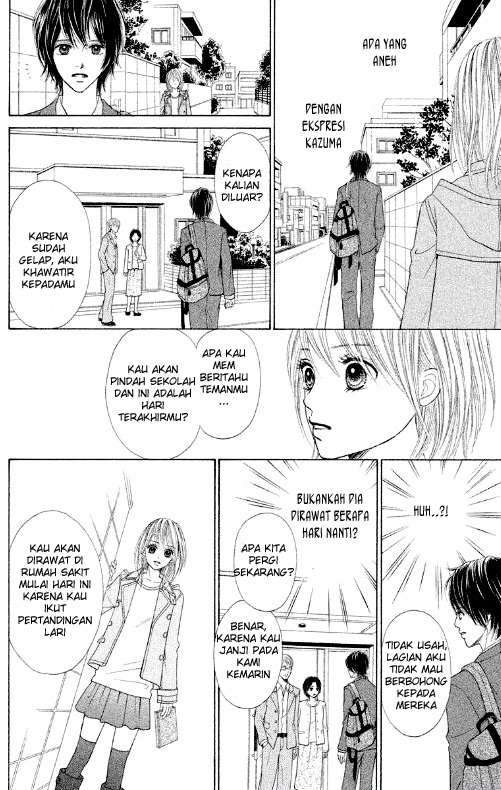 ADA YANG
ANEH
DENGAN
EKSPRESI
KAZUMA
KENAPA
KALIAN
DILUAR?
KARENA
SUDAH
GELAP, AKU
KHAWATIR
KEPADAMU
APA KAU
MEM
BERITAHU
TEMANMU
...
KAU AKAN
PINDAH SEKOLAH
DAN INI ADALAH
HARI
TERAKHIRMU?
HUH..?!
TIDAK USAH,
LAGIAN AKU
TIDAK MAU
BERBOHONG
KEPADA
MEREKA
BUKANKAH DIA
DIRAWAT BERAPA
HARI NANTI?
APA KITA
PERGI
SEKARANG?
BENAR,
KARENA KAU
JANJI PADA
KAMI
KEMARIN
KAU AKAN
DIRAWAT DI
RUMAH SAKIT
MULAI HARI INI
KARENA KAU
IKUT
PERTANDINGAN
LARI